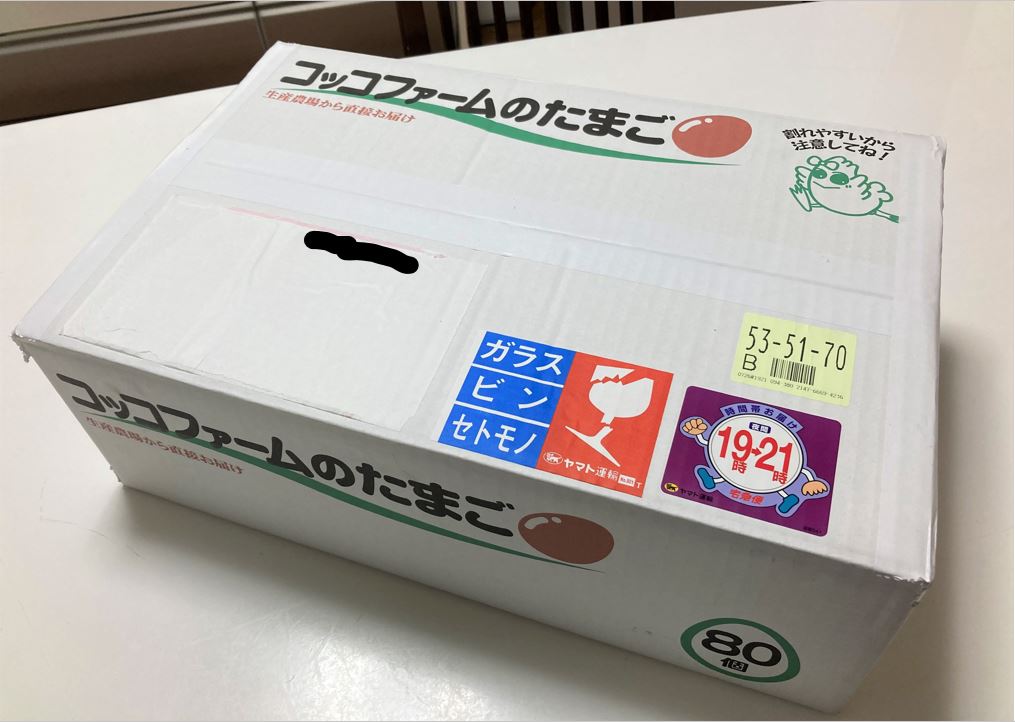 コッコファームのたまご
生産農場から直接お届け
割れやすいから
注意してね!
53-51-70
B
ガラス
ビン
セトモノ
ヤマト運輸
時間帯お届け
夜間
19→21
時 時
ヤマト運輸
宅急便
コッコファームのたまご
生産農場から直接お届け
80
個